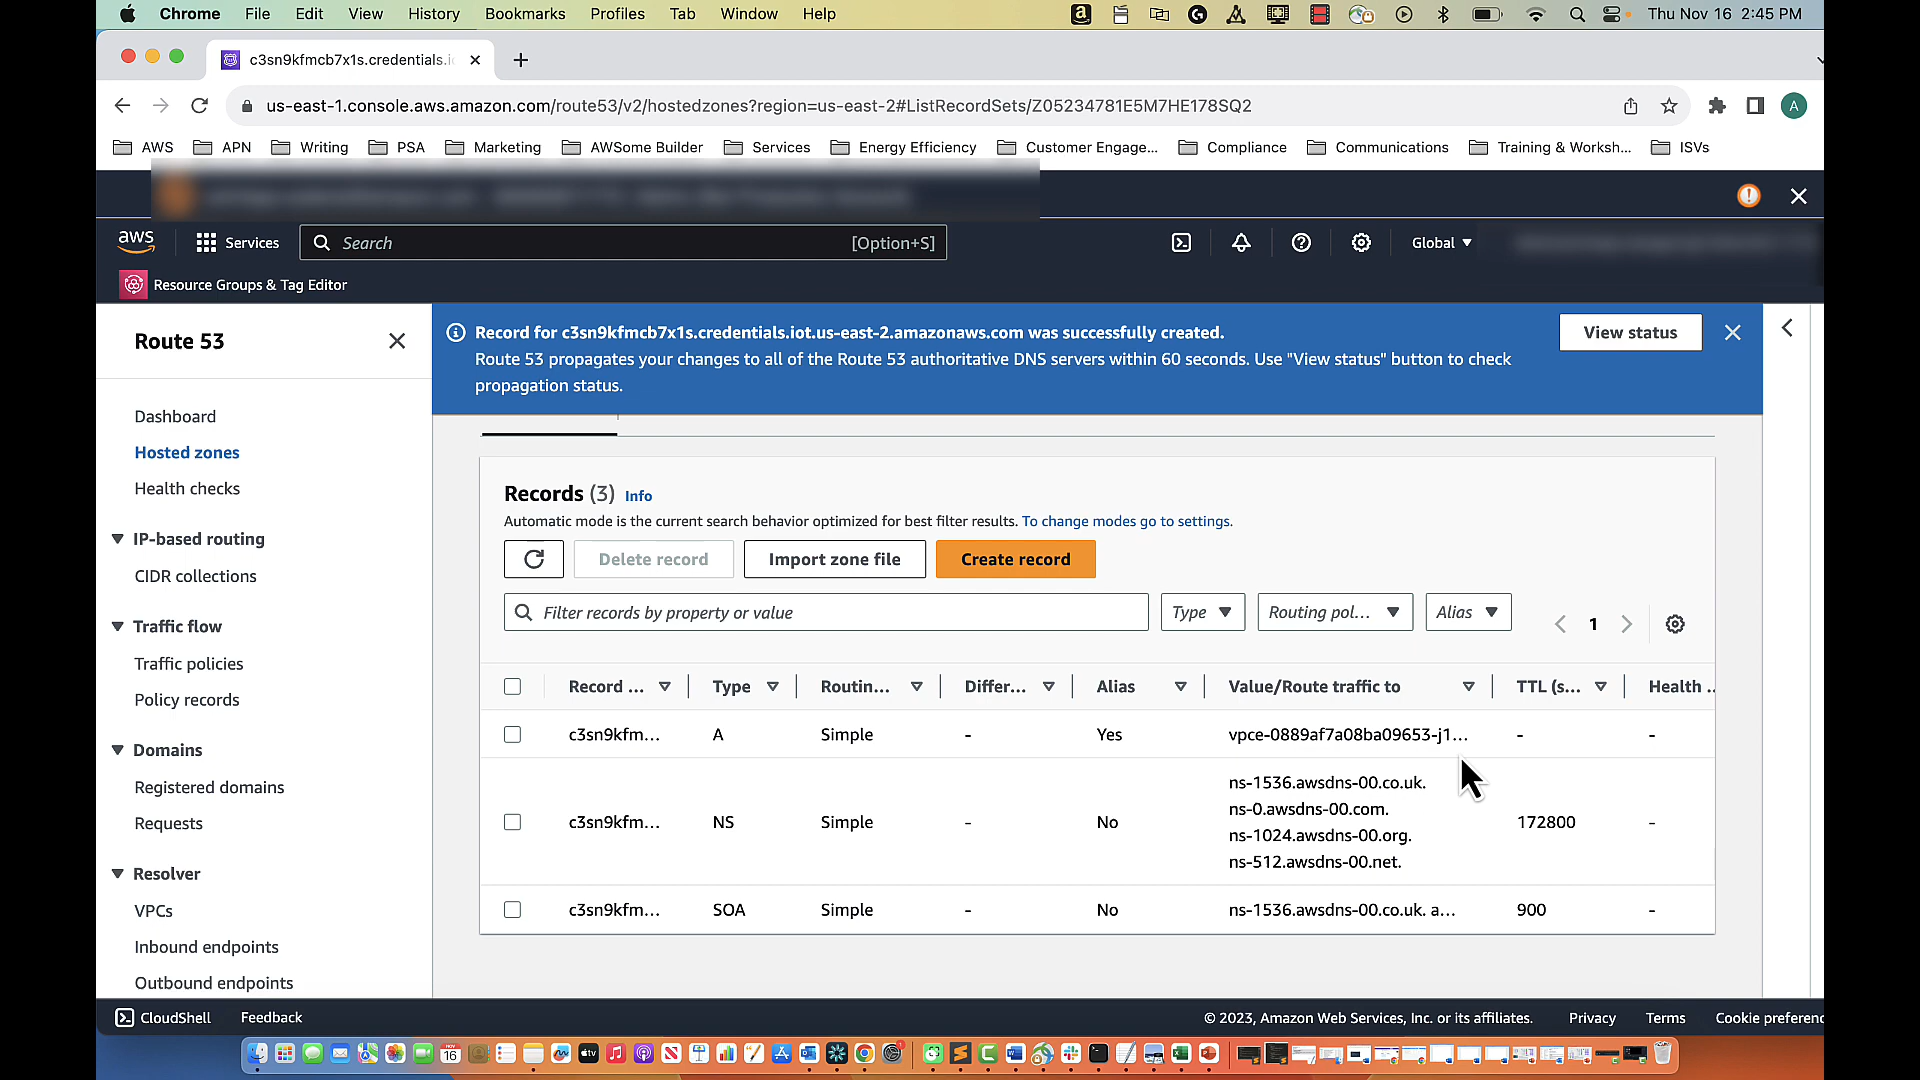 Chrome File Edit View History Bookmarks Profiles Tab Window Help Thu Nov 16 2:45 PM
c3sn9kfmcb7x1s.credentials.i
us-east-1.console.aws.amazon.com/route53/v2/hostedzones?region=us-east-2#ListRecordSets/Z05234781E5M7HE178SQ2 A
AWS APN Writing PSA Marketing AWSome Builder Services Energy Efficiency Customer Engage... Compliance Communications Training & Worksh... ISVs
aws Services Search [Option+S] Global
Resource Groups & Tag Editor
Route 53
Dashboard
Hosted zones
Health checks
IP-based routing
CIDR collections
Traffic flow
Traffic policies
Policy records
Domains
Registered domains
Requests
Resolver
VPCs
Inbound endpoints
Outbound endpoints
Record for c3sn9kfmcb7x1s.credentials.iot.us-east-2.amazonaws.com was successfully created.
Route 53 propagates your changes to all of the Route 53 authoritative DNS servers within 60 seconds. Use "View status" button to check
propagation status.
View status
Records (3) Info
Automatic mode is the current search behavior optimized for best filter results. To change modes go to settings.
Delete record Import zone file Create record
Filter records by property or value Type Routing pol... Alias 1
Record ... Type Routin... Differ... Alias Value/Route traffic to TTL (s... Health ..
c3sn9kfm... A Simple - Yes vpce-0889af7a08ba09653-j1... - -
c3sn9kfm... NS Simple - No ns-1536.awsdns-00.co.uk. 172800 -
ns-0.awsdns-00.com.
ns-1024.awsdns-00.org.
ns-512.awsdns-00.net.
c3sn9kfm... SOA Simple - No ns-1536.awsdns-00.co.uk. a... 900 -
CloudShell Feedback © 2023, Amazon Web Services, Inc. or its affiliates. Privacy Terms Cookie preferenc
NOV
16